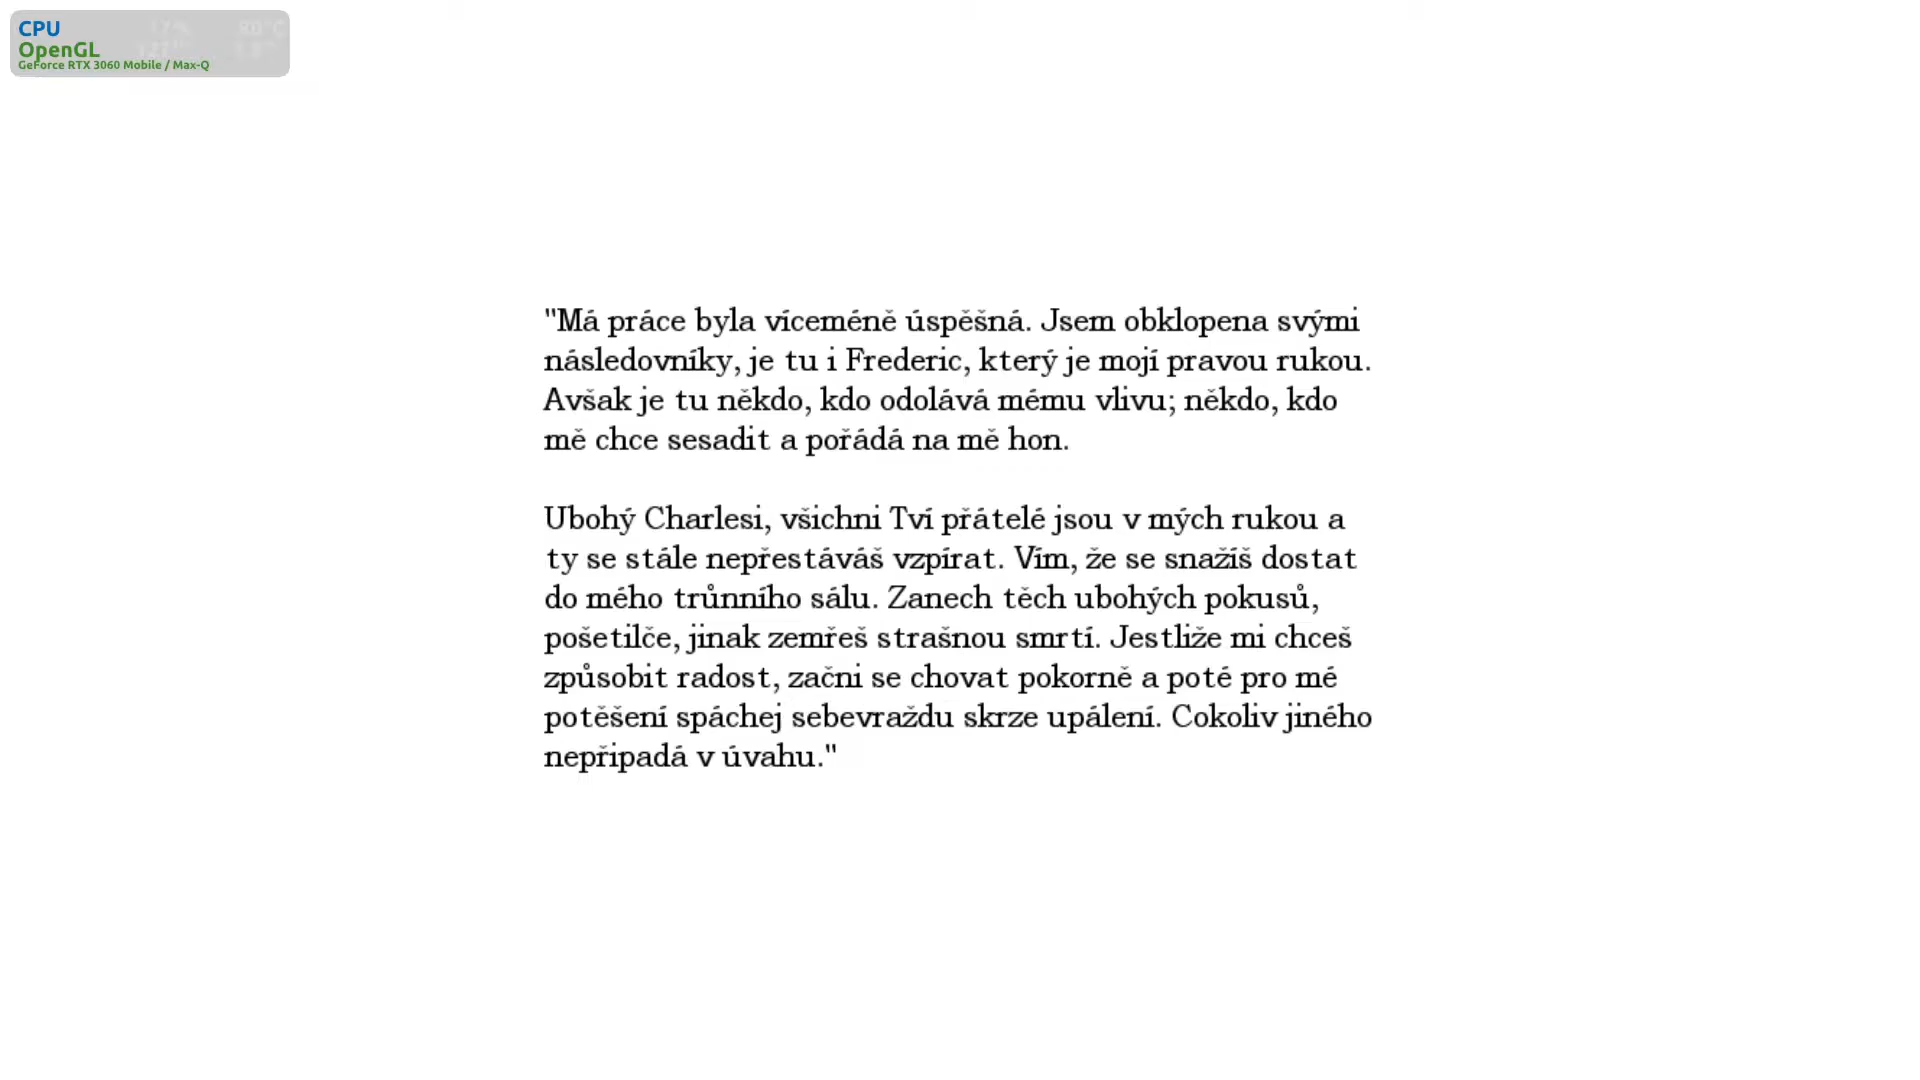 CPU
OpenGL
GeForce RTX 3060 Mobile / Max-Q
"Má práce byla víceméně úspěšná. Jsem obklopena svými
následovníky, je tu i Frederic, který je mojí pravou rukou.
Avšak je tu někdo, kdo odolává mému vlivu; někdo, kdo
mě chce sesadit a pořádá na mě hon.
Ubohý Charlesi, všichni Tví přátelé jsou v mých rukou a
ty se stále nepřestáváš vzpírat. Vím, že se snažíš dostat
do mého trůnního sálu. Zanech těch ubohých pokusů,
pošetilče, jinak zemřeš strašnou smrtí. Jestliže mi chceš
způsobit radost, začni se chovat pokorně a poté pro mé
potěšení spáchej sebevraždu skrze upálení. Cokoliv jiného
nepřipadá v úvahu."